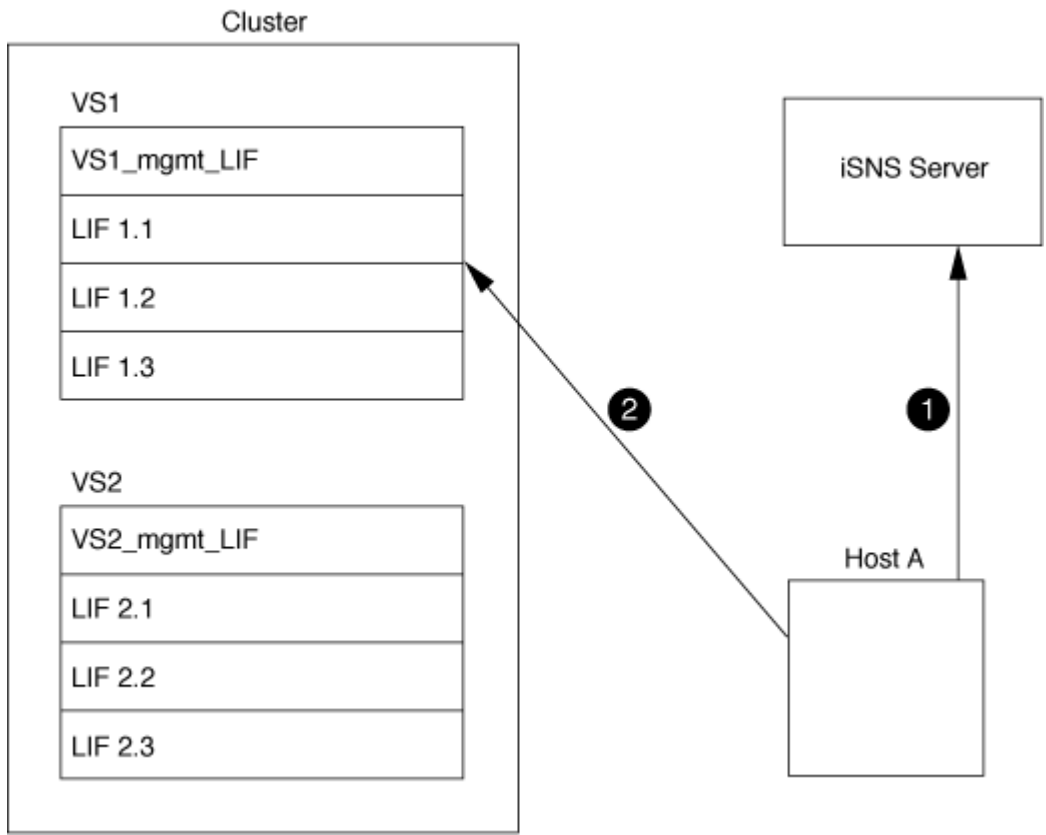 Cluster
VS1
VS1_mgmt_LIF
LIF 1.1
LIF 1.2
LIF 1.3
VS2
VS2_mgmt_LIF
LIF 2.1
LIF 2.2
LIF 2.3
iSNS Server
2
1
Host A